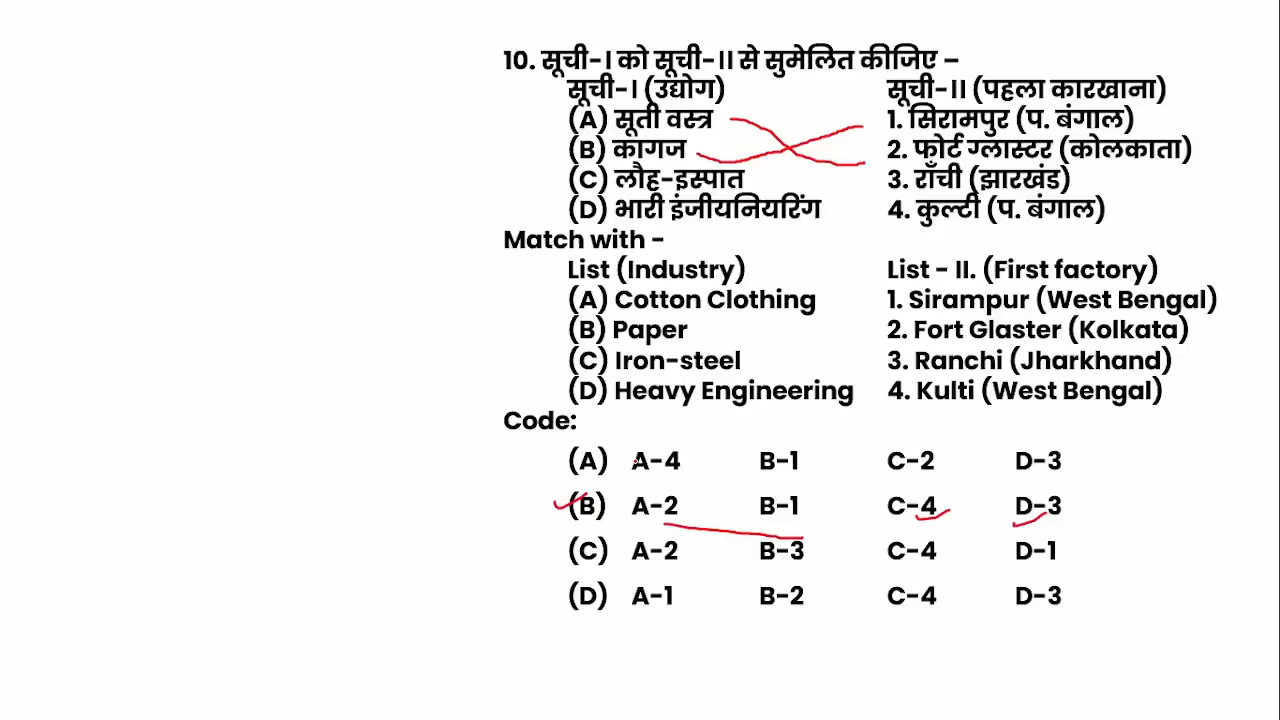 10. सूची-I को सूची-II से सुमेलित कीजिए –
सूची-I (उद्योग) सूची-II (पहला कारखाना)
(A) सूती वस्त्र 1. सिरामपुर (प. बंगाल)
(B) कागज 2. फोर्ट ग्लास्टर (कोलकाता)
(C) लौह-इस्पात 3. राँची (झारखंड)
(D) भारी इंजीयनियरिंग 4. कुल्टी (प. बंगाल)
Match with -
List (Industry) List - II. (First factory)
(A) Cotton Clothing 1. Sirampur (West Bengal)
(B) Paper 2. Fort Glaster (Kolkata)
(C) Iron-steel 3. Ranchi (Jharkhand)
(D) Heavy Engineering 4. Kulti (West Bengal)
Code:
(A) A-4 B-1 C-2 D-3
(B) A-2 B-1 C-4 D-3
(C) A-2 B-3 C-4 D-1
(D) A-1 B-2 C-4 D-3